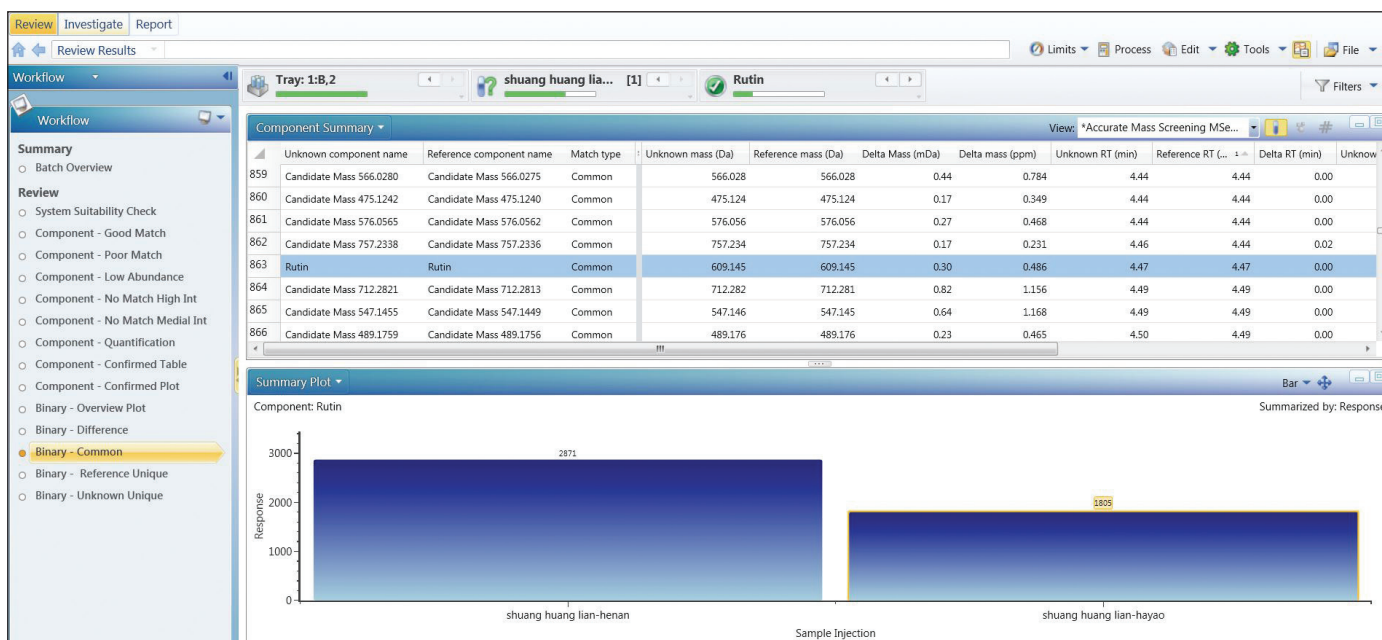 Review Investigate Report
Review Results Limits Process Edit Tools File
Workflow Tray: 1:B,2 shuang huang lia... [1] Rutin Filters
Workflow
Summary
Batch Overview
Review
System Suitability Check
Component - Good Match
Component - Poor Match
Component - Low Abundance
Component - No Match High Int
Component - No Match Medial Int
Component - Quantification
Component - Confirmed Table
Component - Confirmed Plot
Binary - Overview Plot
Binary - Difference
Binary - Common
Binary - Reference Unique
Binary - Unknown Unique
Component Summary View: *Accurate Mass Screening MSe...
Unknown component name Reference component name Match type Unknown mass (Da) Reference mass (Da) Delta Mass (mDa) Delta mass (ppm) Unknown RT (min) Reference RT (... 1 Delta RT (min) Unknow
859 Candidate Mass 566.0280 Candidate Mass 566.0275 Common 566.028 566.028 0.44 0.784 4.44 4.44 0.00
860 Candidate Mass 475.1242 Candidate Mass 475.1240 Common 475.124 475.124 0.17 0.349 4.44 4.44 0.00
861 Candidate Mass 576.0565 Candidate Mass 576.0562 Common 576.056 576.056 0.27 0.468 4.44 4.44 0.00
862 Candidate Mass 757.2338 Candidate Mass 757.2336 Common 757.234 757.234 0.17 0.231 4.46 4.44 0.02
863 Rutin Rutin Common 609.145 609.145 0.30 0.486 4.47 4.47 0.00
864 Candidate Mass 712.2821 Candidate Mass 712.2813 Common 712.282 712.281 0.82 1.156 4.49 4.49 0.00
865 Candidate Mass 547.1455 Candidate Mass 547.1449 Common 547.146 547.145 0.64 1.168 4.49 4.49 0.00
866 Candidate Mass 489.1759 Candidate Mass 489.1756 Common 489.176 489.176 0.23 0.465 4.50 4.49 0.00
Summary Plot Bar
Component: Rutin Summarized by: Response
Response
3000
2000
1000
0
2871
1805
shuang huang lian-henan shuang huang lian-hayao
Sample Injection